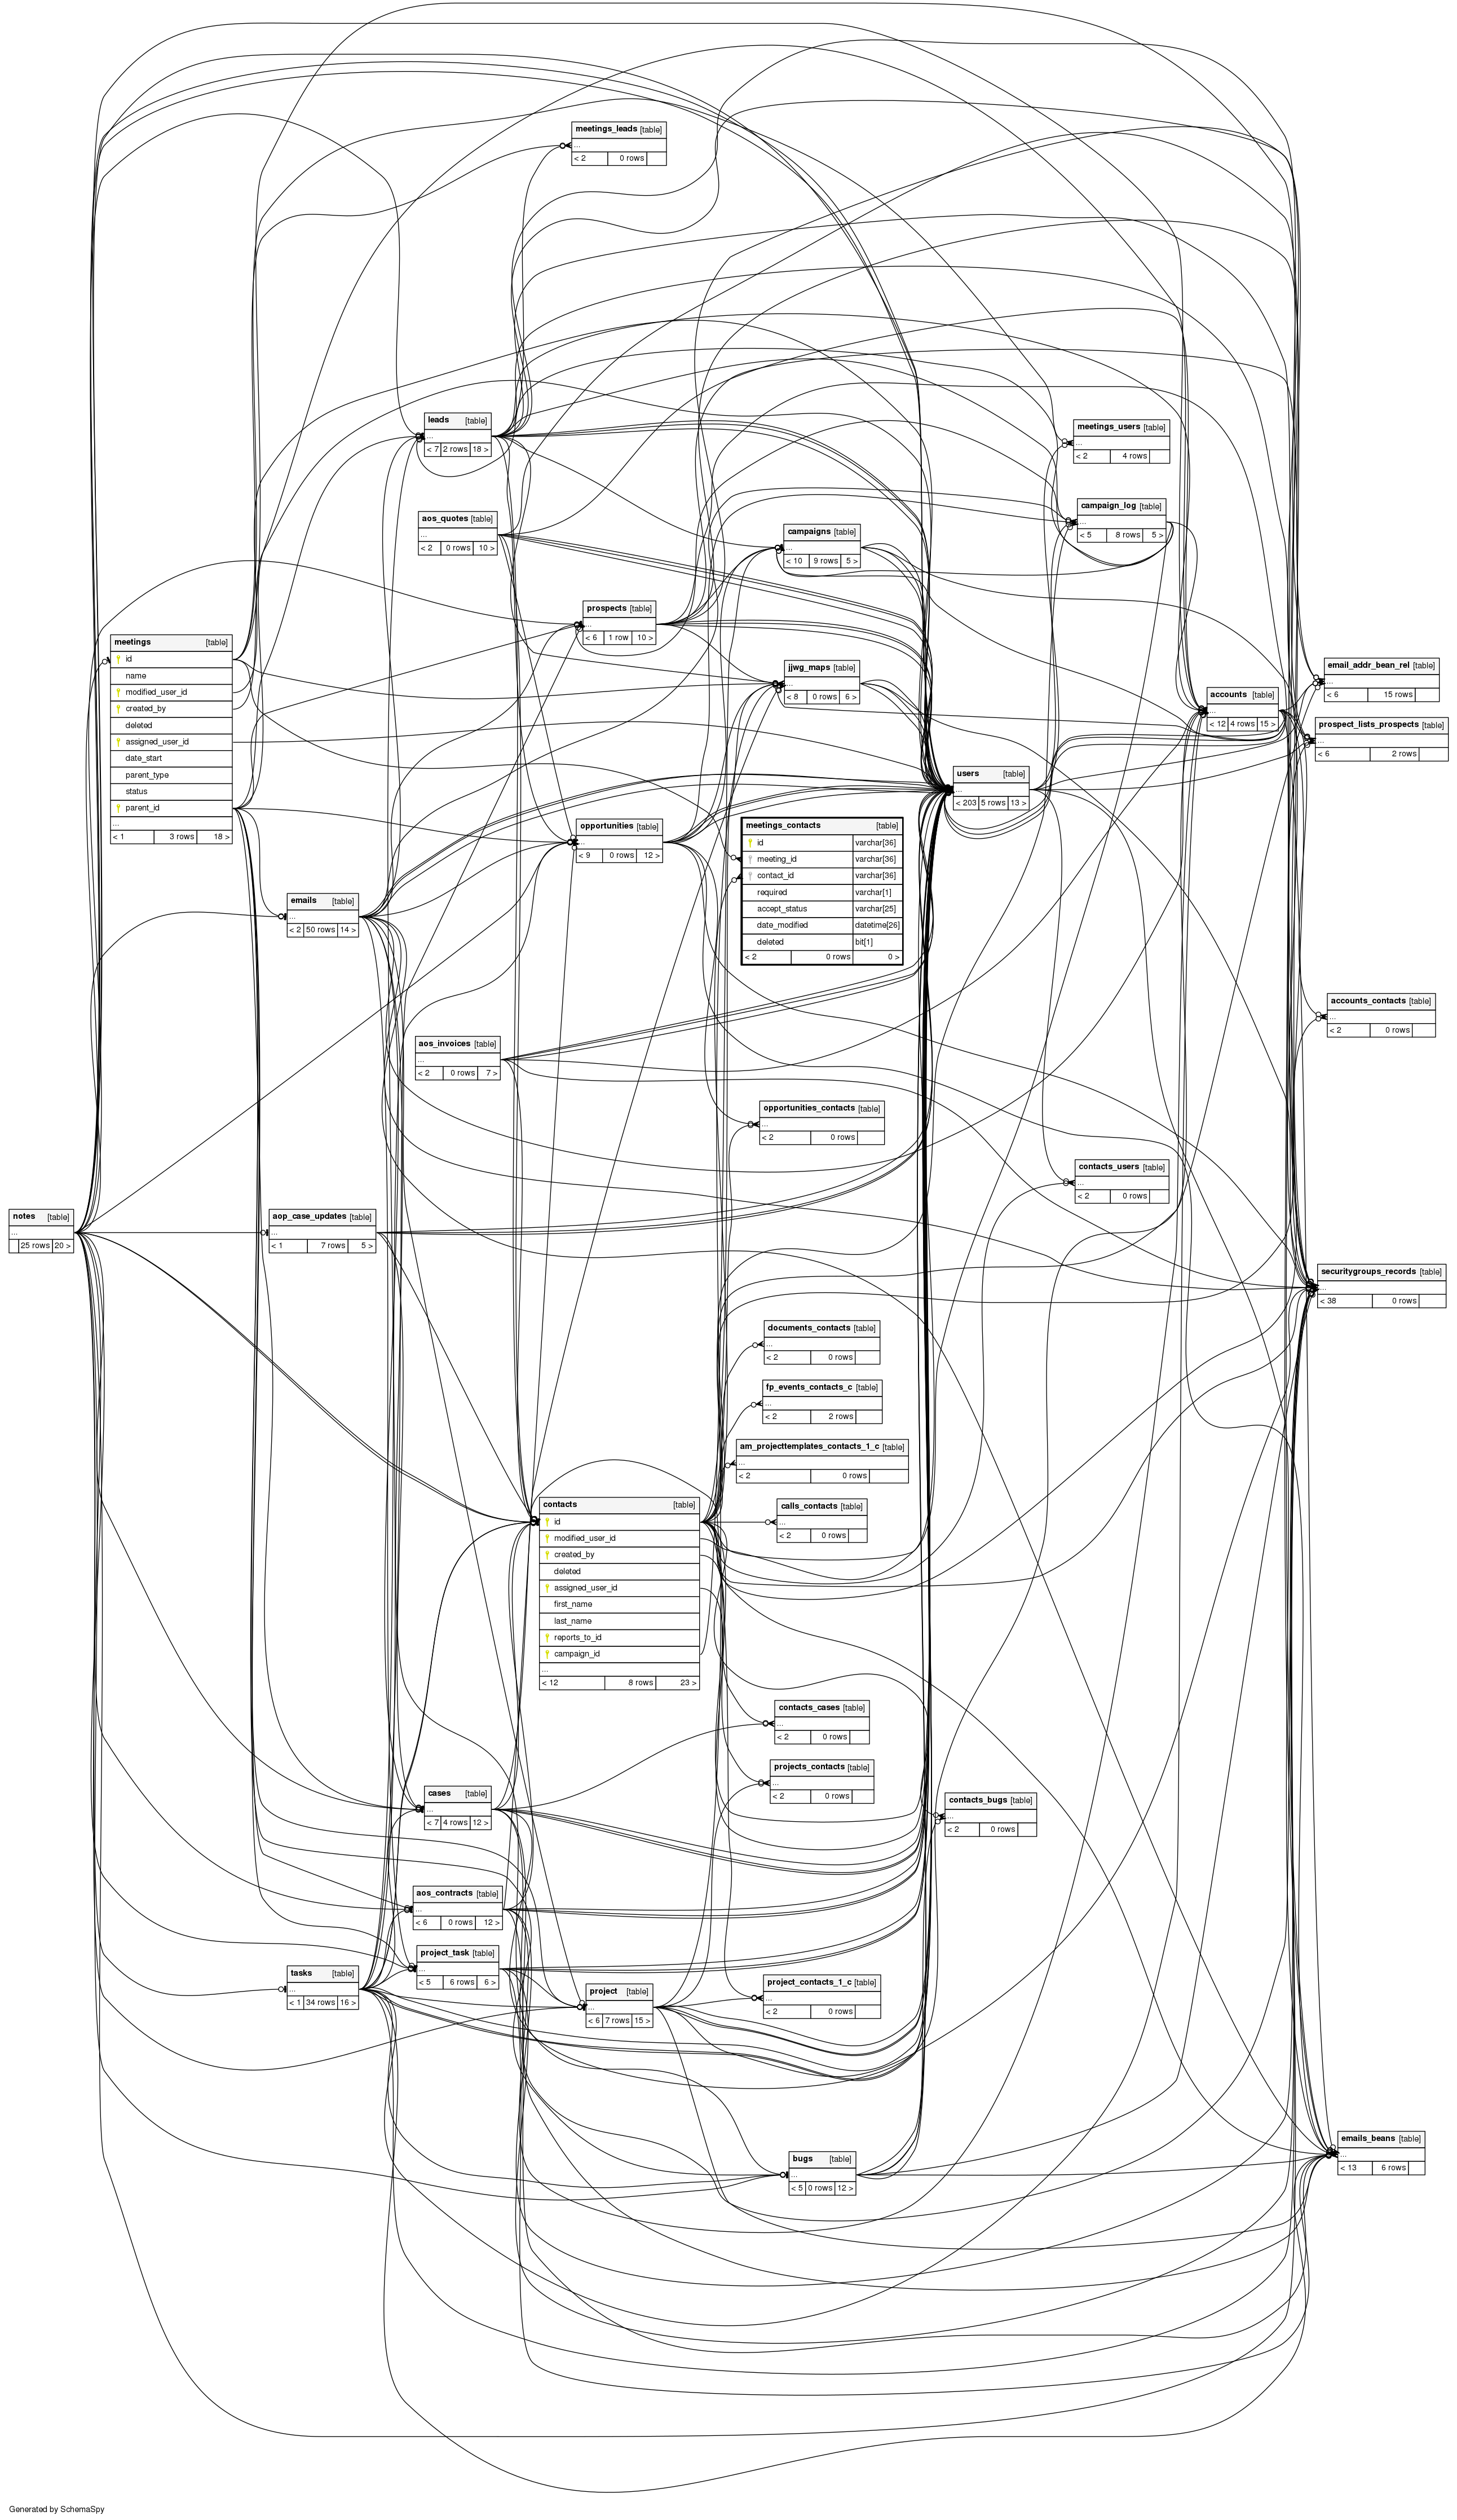 meetings_leads [table]
...
< 2 0 rows
leads [table]
...
< 7 2 rows 18 >
meetings_users [table]
...
< 2 4 rows
campaign_log [table]
...
< 5 8 rows 5 >
aos_quotes [table]
...
< 2 0 rows 10 >
campaigns [table]
...
< 10 9 rows 5 >
prospects [table]
...
< 6 1 row 10 >
meetings [table]
id
name
modified_user_id
created_by
deleted
assigned_user_id
date_start
parent_type
status
parent_id
...
< 1 3 rows 18 >
jjwg_maps [table]
...
< 8 0 rows 6 >
email_addr_bean_rel [table]
...
< 6 15 rows
accounts [table]
...
< 12 4 rows 15 >
prospect_lists_prospects [table]
...
< 6 2 rows
users [table]
...
< 203 5 rows 13 >
opportunities [table]
...
< 9 0 rows 12 >
meetings_contacts [table]
id varchar[36]
meeting_id varchar[36]
contact_id varchar[36]
required varchar[1]
accept_status varchar[25]
date_modified datetime[26]
deleted bit[1]
< 2 0 rows 0 >
emails [table]
...
< 2 50 rows 14 >
accounts_contacts [table]
...
< 2 0 rows
aos_invoices [table]
...
< 2 0 rows 7 >
opportunities_contacts [table]
...
< 2 0 rows
contacts_users [table]
...
< 2 0 rows
notes [table]
...
25 rows 20 >
aop_case_updates [table]
...
< 1 7 rows 5 >
securitygroups_records [table]
...
< 38 0 rows
documents_contacts [table]
...
< 2 0 rows
fp_events_contacts_c [table]
...
< 2 2 rows
am_projecttemplates_contacts_1_c [table]
...
< 2 0 rows
calls_contacts [table]
...
< 2 0 rows
contacts [table]
id
modified_user_id
created_by
deleted
assigned_user_id
first_name
last_name
reports_to_id
campaign_id
...
< 12 8 rows 23 >
contacts_cases [table]
...
< 2 0 rows
projects_contacts [table]
...
< 2 0 rows
cases [table]
...
< 7 4 rows 12 >
contacts_bugs [table]
...
< 2 0 rows
aos_contracts [table]
...
< 6 0 rows 12 >
project_task [table]
...
< 5 6 rows 6 >
tasks [table]
...
< 1 34 rows 16 >
project [table]
...
< 6 7 rows 15 >
project_contacts_1_c [table]
...
< 2 0 rows
bugs [table]
...
< 5 0 rows 12 >
emails_beans [table]
...
< 13 6 rows
Generated by SchemaSpy